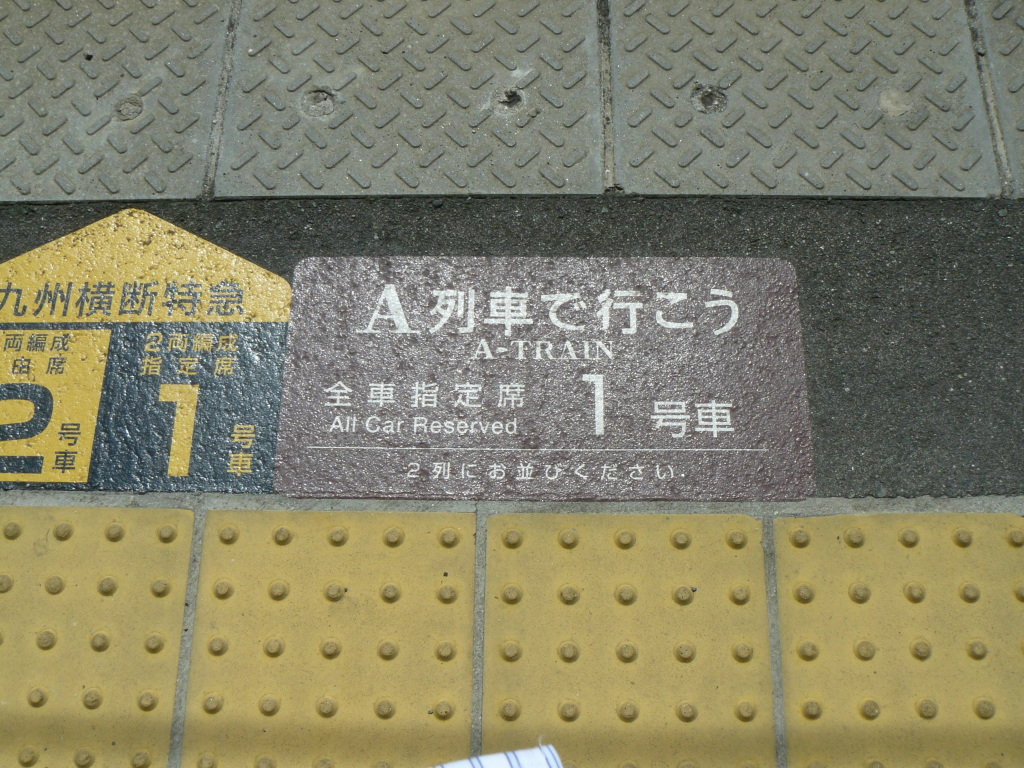 九州横断特急
両編成
自席
2号車
2両編成
指定席
1号車
A列車で行こう
A-TRAIN
全車指定席
All Car Reserved
1号車
2列にお並びください.